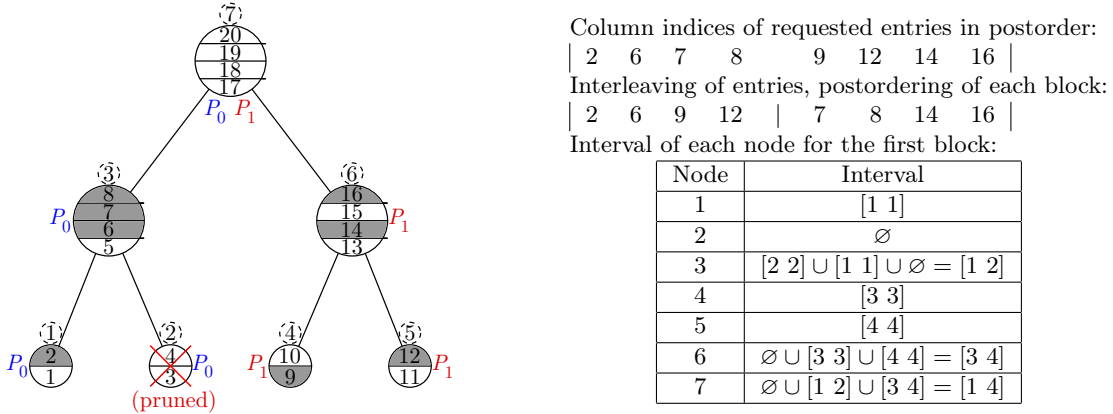 7
20
19
18
17
P0 P1
3
8
7
6
5
P0
6
16
15
14
13
P1
1
2
1
P0
2
4
3
P0
(pruned)
4
10
9
P1
5
12
11
P1
Column indices of requested entries in postorder:
| 2 6 7 8 9 12 14 16 |
Interleaving of entries, postordering of each block:
| 2 6 9 12 | 7 8 14 16 |
Interval of each node for the first block:
Node Interval
1 [1 1]
2 ∅
3 [2 2] ∪ [1 1] ∪ ∅ = [1 2]
4 [3 3]
5 [4 4]
6 ∅ ∪ [3 3] ∪ [4 4] = [3 4]
7 ∅ ∪ [1 2] ∪ [3 4] = [1 4]